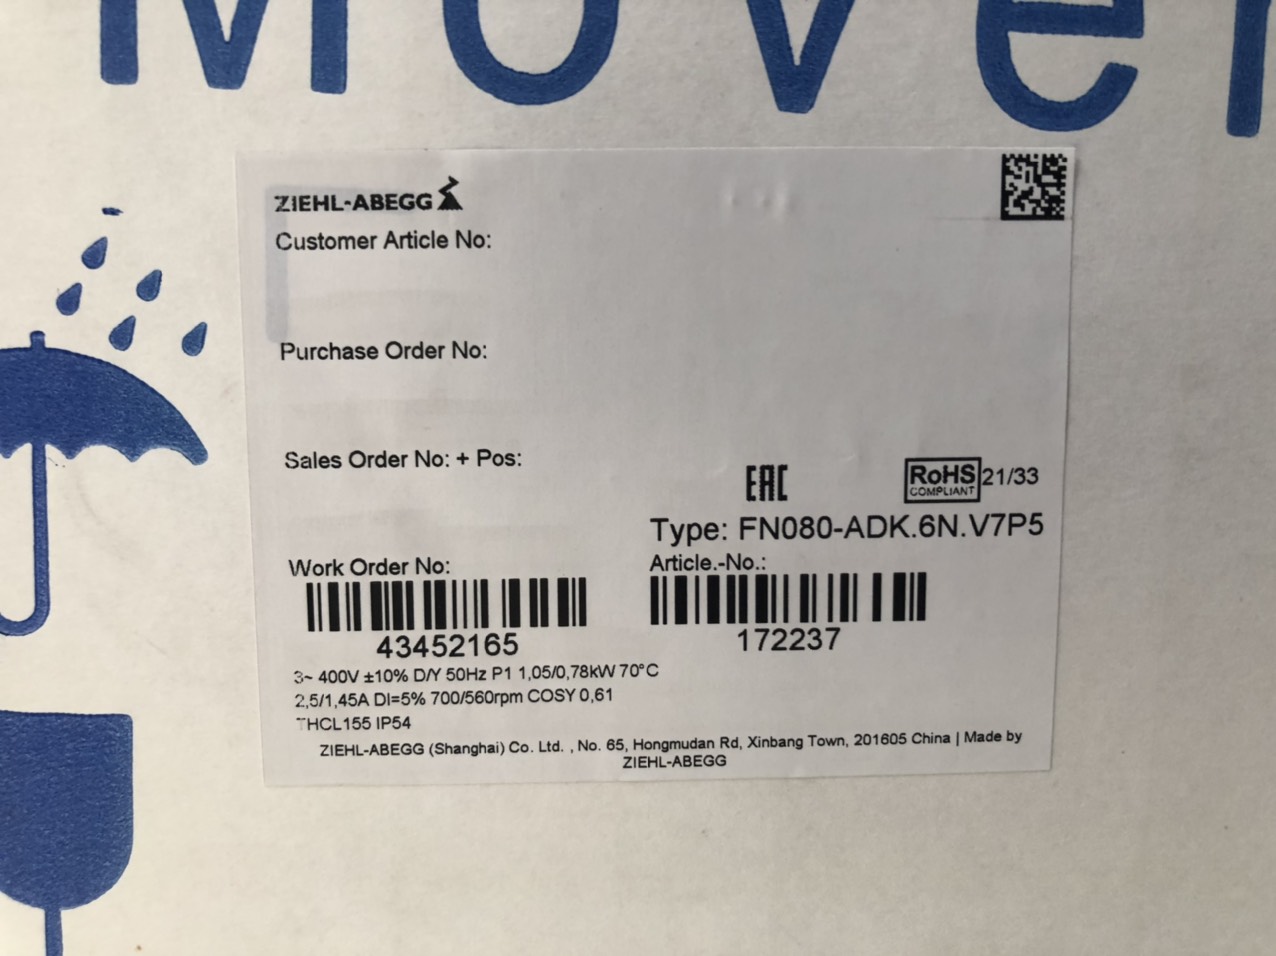 Mover
ZIEHL-ABEGG
Customer Article No:
Purchase Order No:
Sales Order No: + Pos:
EAC
RoHS
COMPLIANT
21/33
Type: FN080-ADK.6N.V7P5
Work Order No:
Article.-No.:
43452165
172237
3~ 400V ±10% D/Y 50Hz P1 1,05/0,78kW 70°C
2,5/1,45A DI=5% 700/560rpm COSY 0,61
THCL155 IP54
ZIEHL-ABEGG (Shanghai) Co. Ltd. , No. 65, Hongmudan Rd, Xinbang Town, 201605 China | Made by
ZIEHL-ABEGG